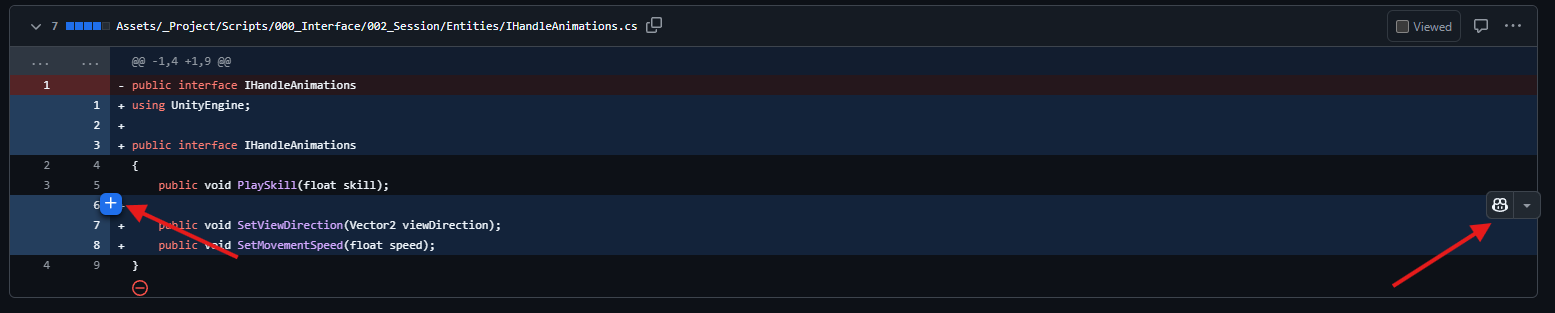 7 Assets/_Project/Scripts/000_Interface/002_Session/Entities/IHandleAnimations.cs Viewed ...
... ... @@ -1,4 +1,9 @@
1 - public interface IHandleAnimations
1 + using UnityEngine;
2 +
3 + public interface IHandleAnimations
2 4 {
3 5 public void PlaySkill(float skill);
6
7 + public void SetViewDirection(Vector2 viewDirection);
8 + public void SetMovementSpeed(float speed);
4 9 }